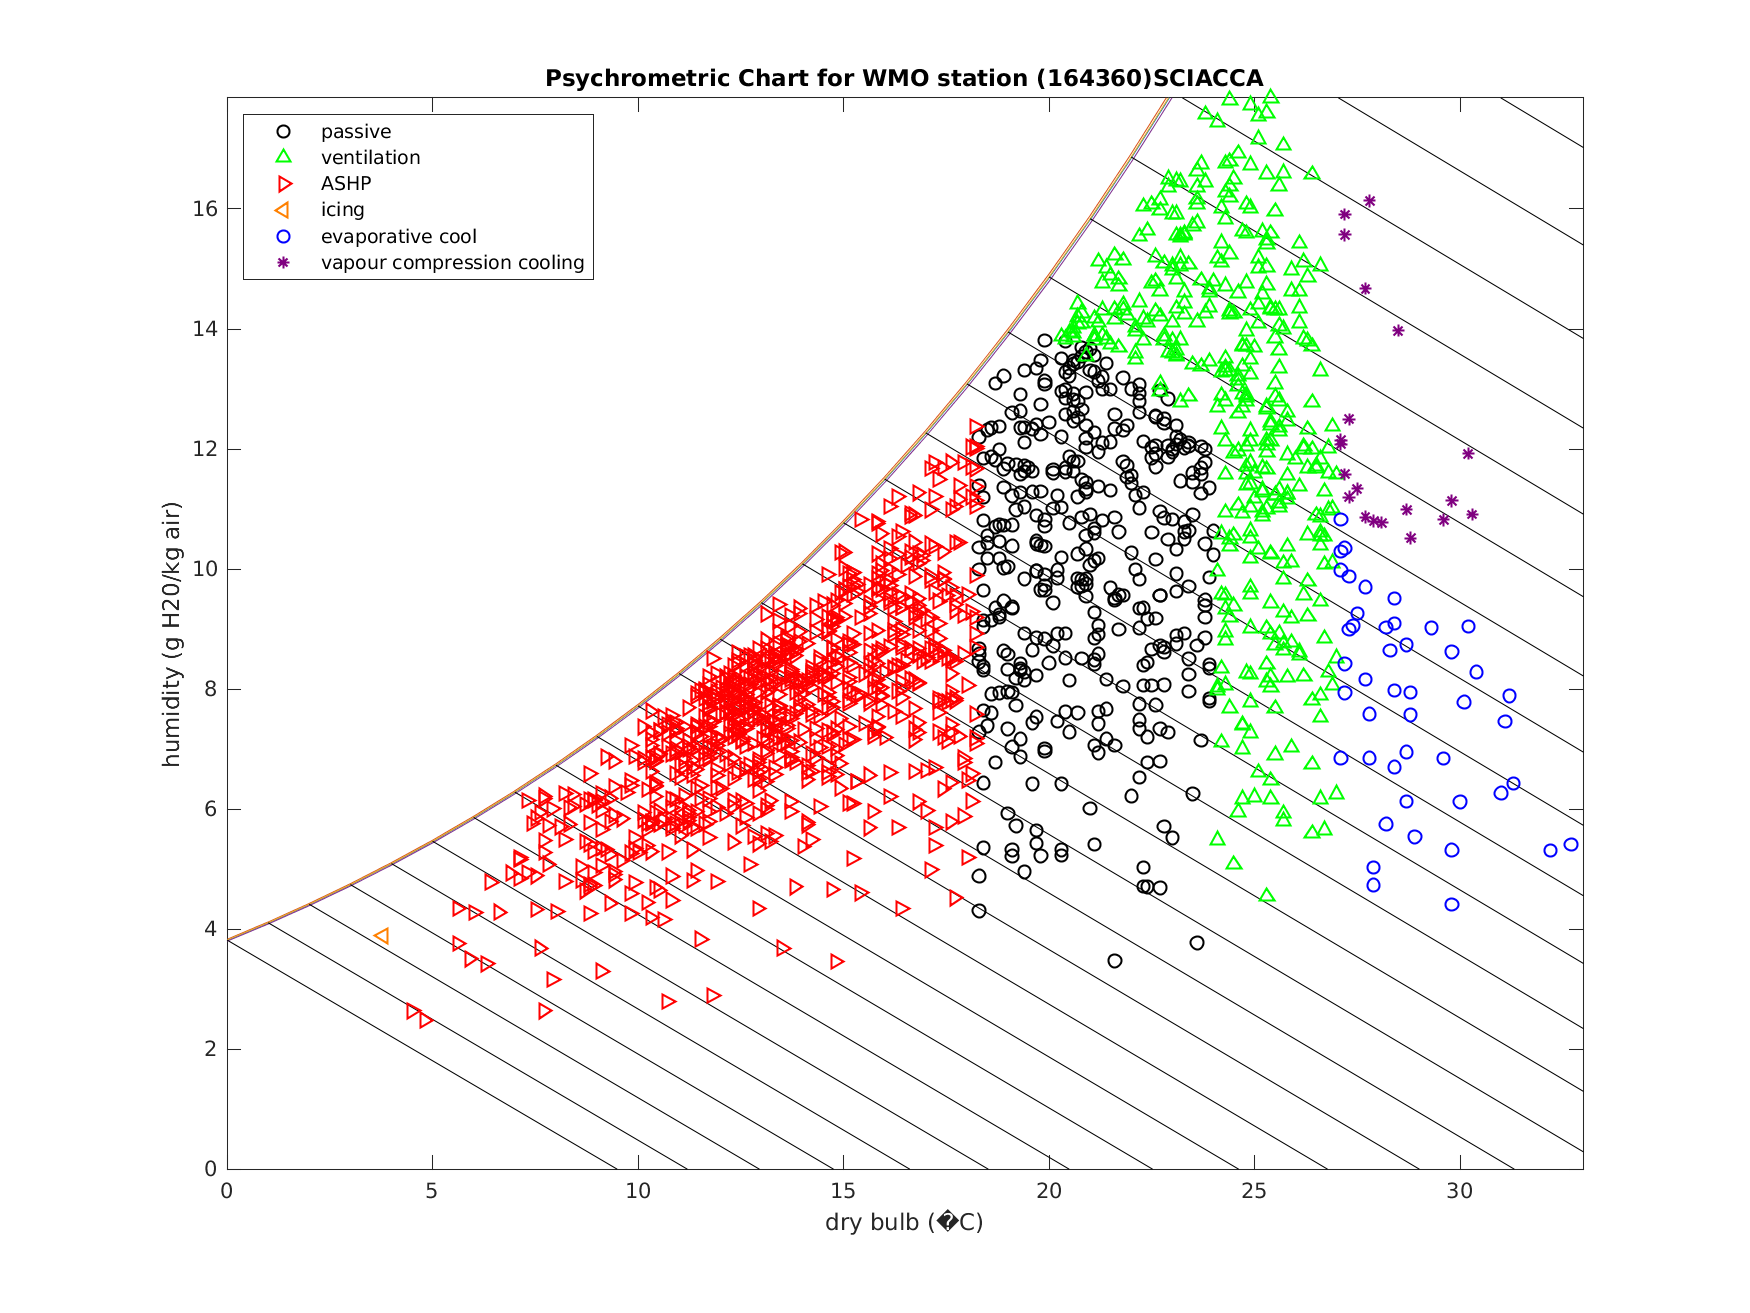 Psychrometric Chart for WMO station (164360)SCIACCA
passive
ventilation
ASHP
icing
evaporative cool
vapour compression cooling
humidity (g H20/kg air)
16
14
12
10
8
6
4
2
0
0 5 10 15 20 25 30
dry bulb (�C)